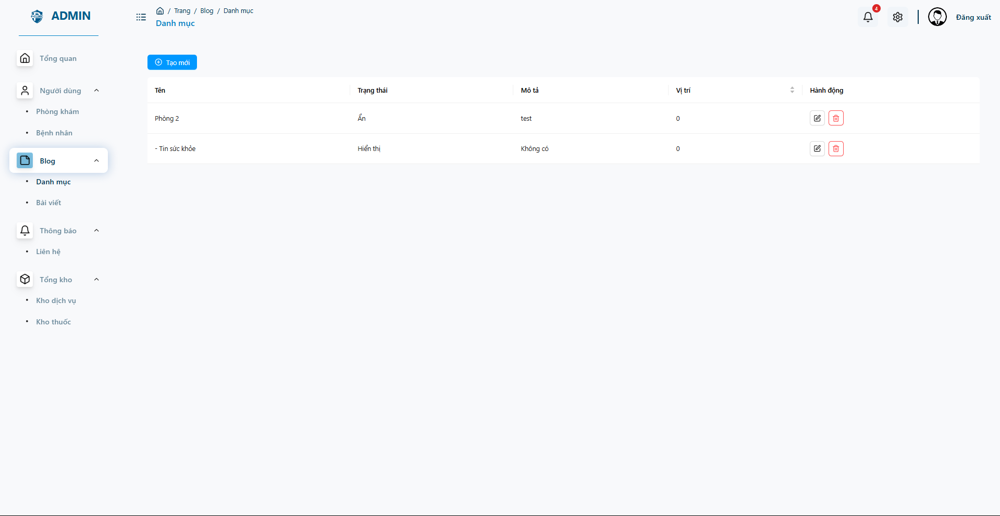 ADMIN
/ Trang / Blog / Danh mục
Danh mục
4
Đăng xuất
Tổng quan
Người dùng
• Phòng khám
• Bệnh nhân
Blog
• Danh mục
• Bài viết
Thông báo
• Liên hệ
Tổng kho
• Kho dịch vụ
• Kho thuốc
Tạo mới
Tên Trạng thái Mô tả Vị trí Hành động
Phòng 2 Ẩn test 0
- Tin sức khỏe Hiển thị Không có 0